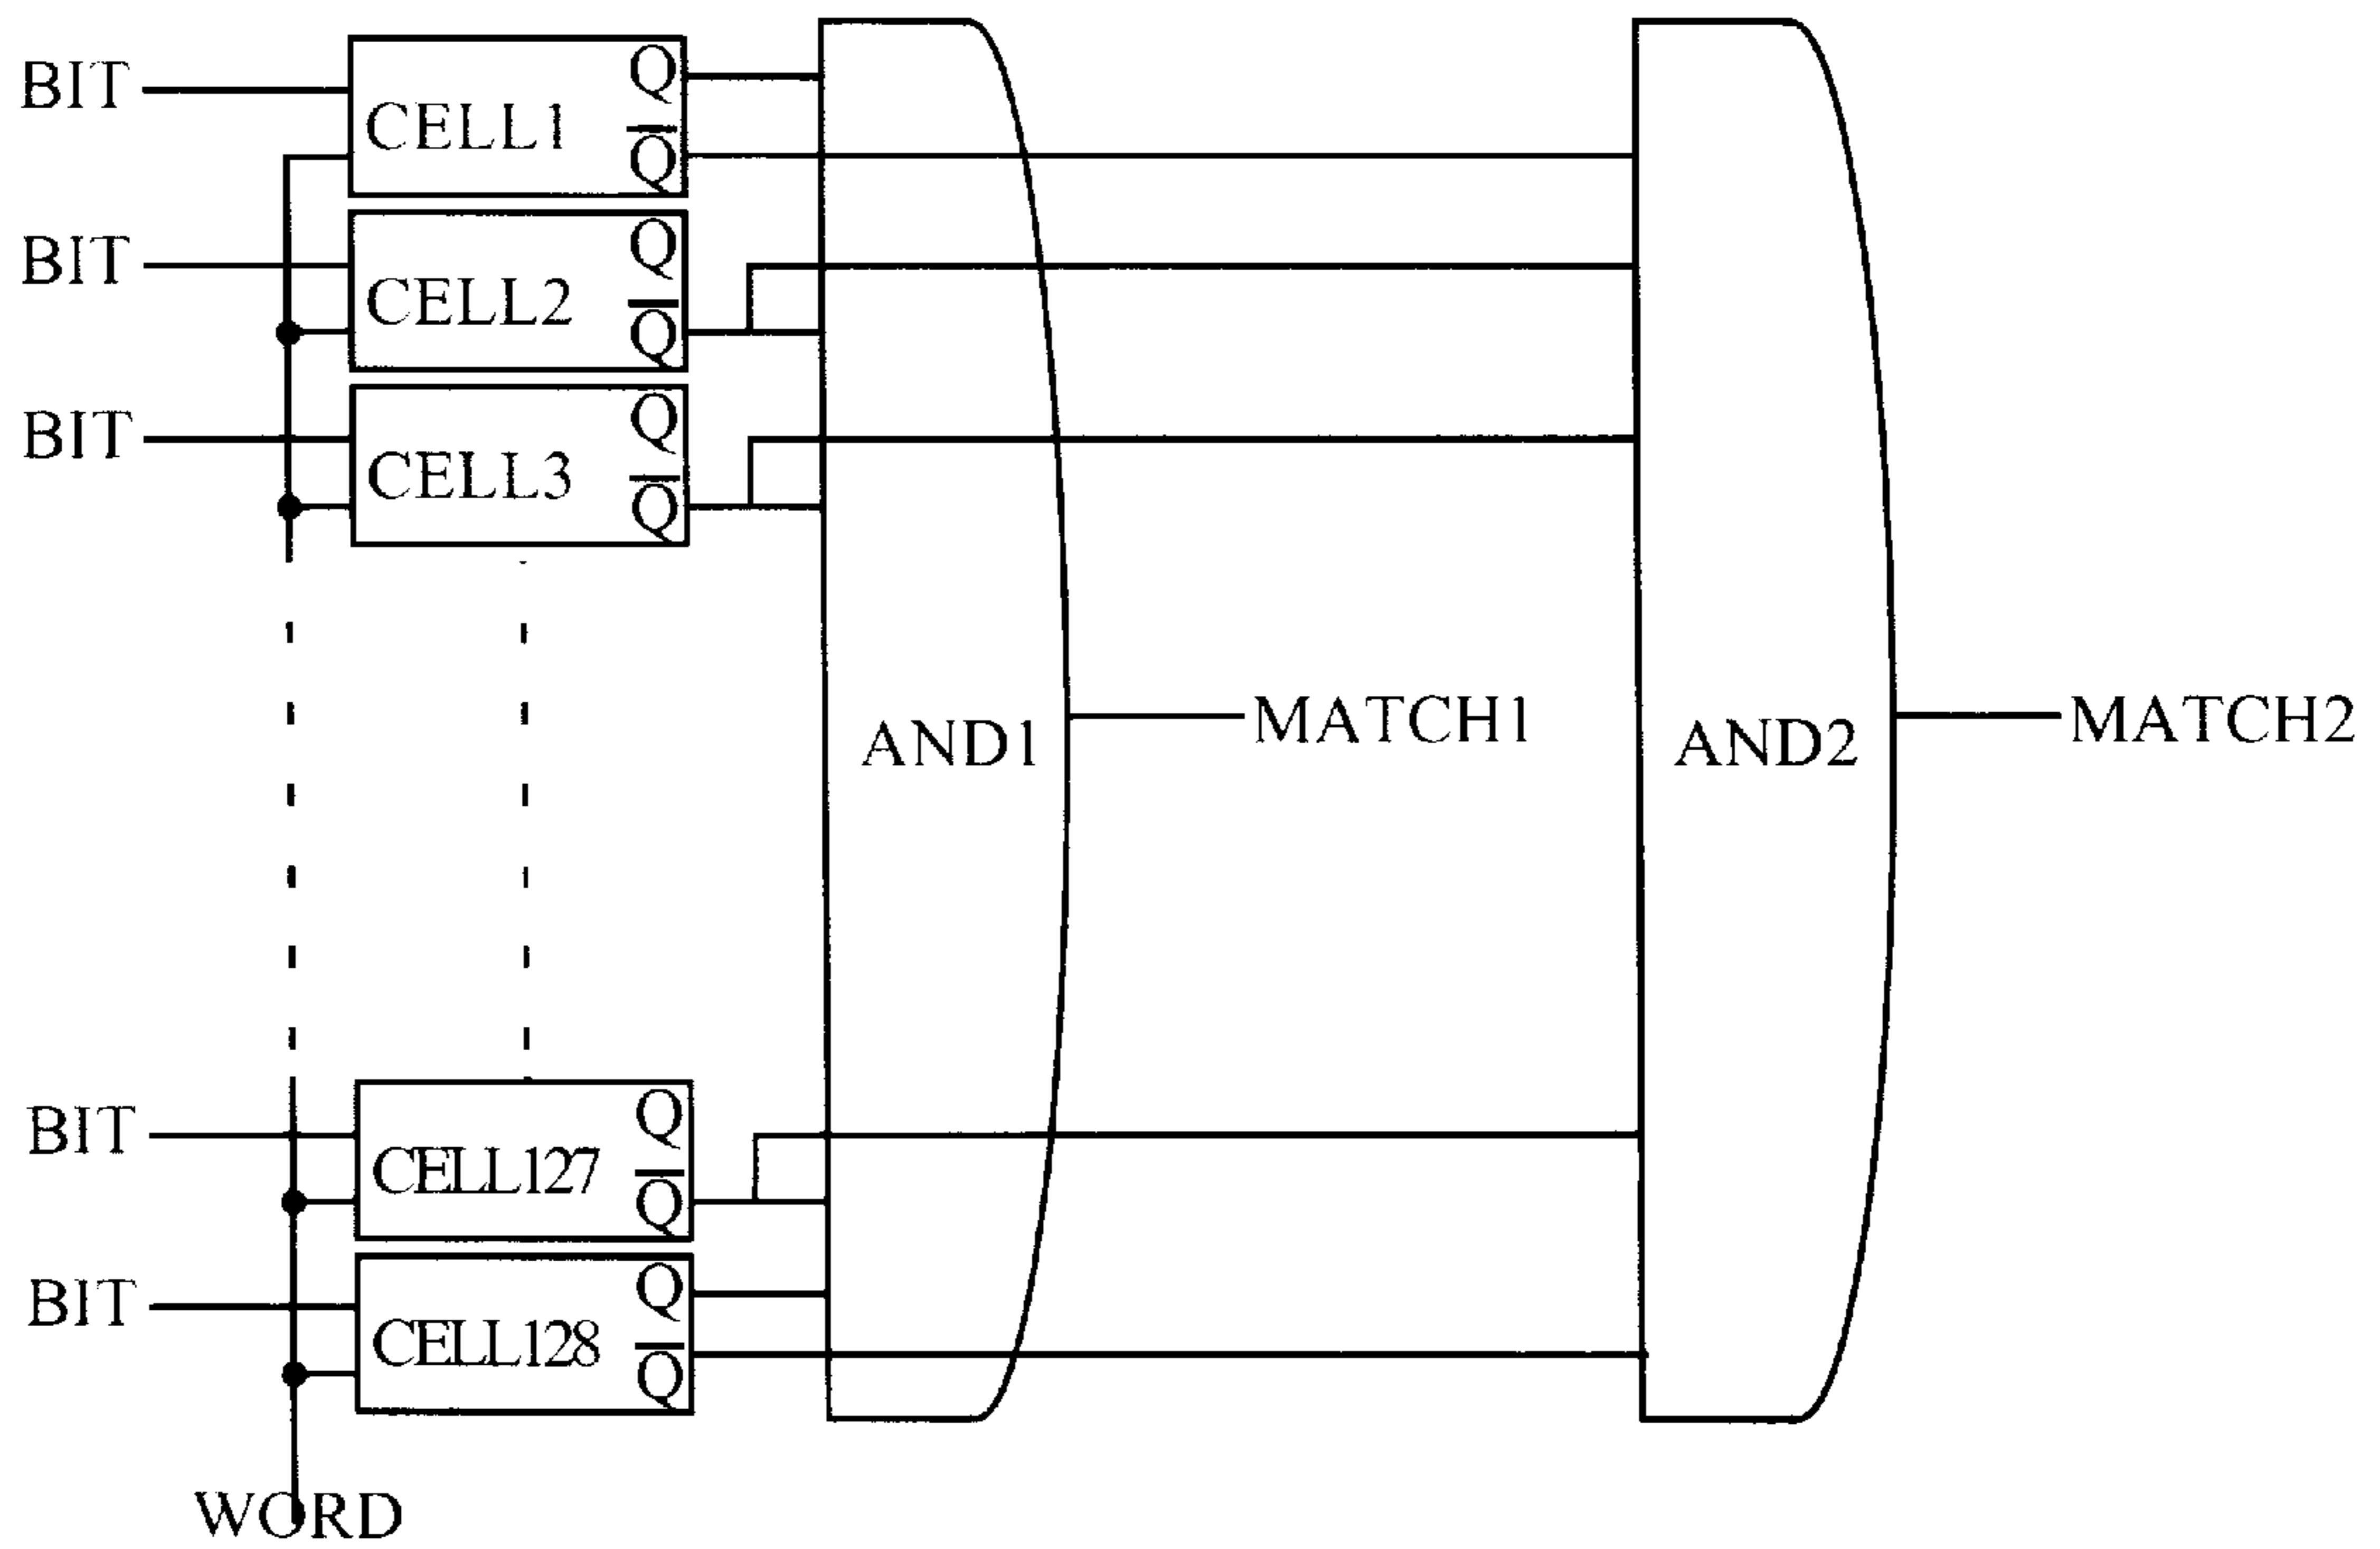 BIT
CELL1
Q
Q̅
BIT
CELL2
Q
Q̅
BIT
CELL3
Q
Q̅
AND1
MATCH1
AND2
MATCH2
BIT
CELL127
Q
Q̅
BIT
CELL128
Q
Q̅
WORD